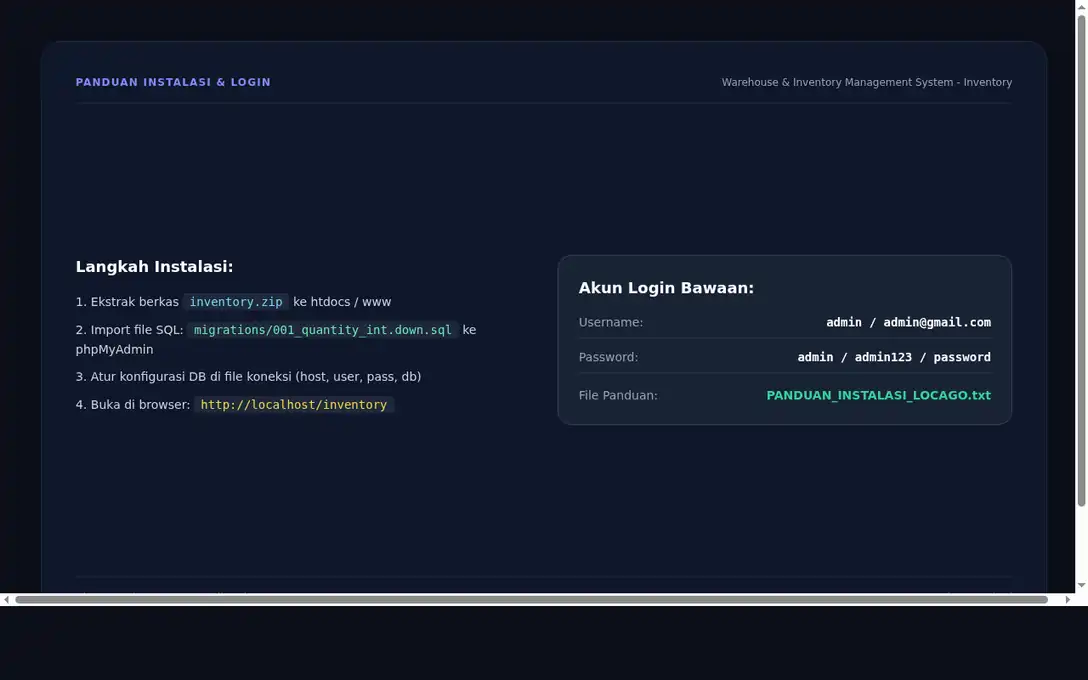 PANDUAN INSTALASI & LOGIN
Warehouse & Inventory Management System - Inventory
Langkah Instalasi:
1. Ekstrak berkas inventory.zip ke htdocs / www
2. Import file SQL: migrations/001_quantity_int.down.sql ke
phpMyAdmin
3. Atur konfigurasi DB di file koneksi (host, user, pass, db)
4. Buka di browser: http://localhost/inventory
Akun Login Bawaan:
Username: admin / admin@gmail.com
Password: admin / admin123 / password
File Panduan: PANDUAN_INSTALASI_LOCAGO.txt